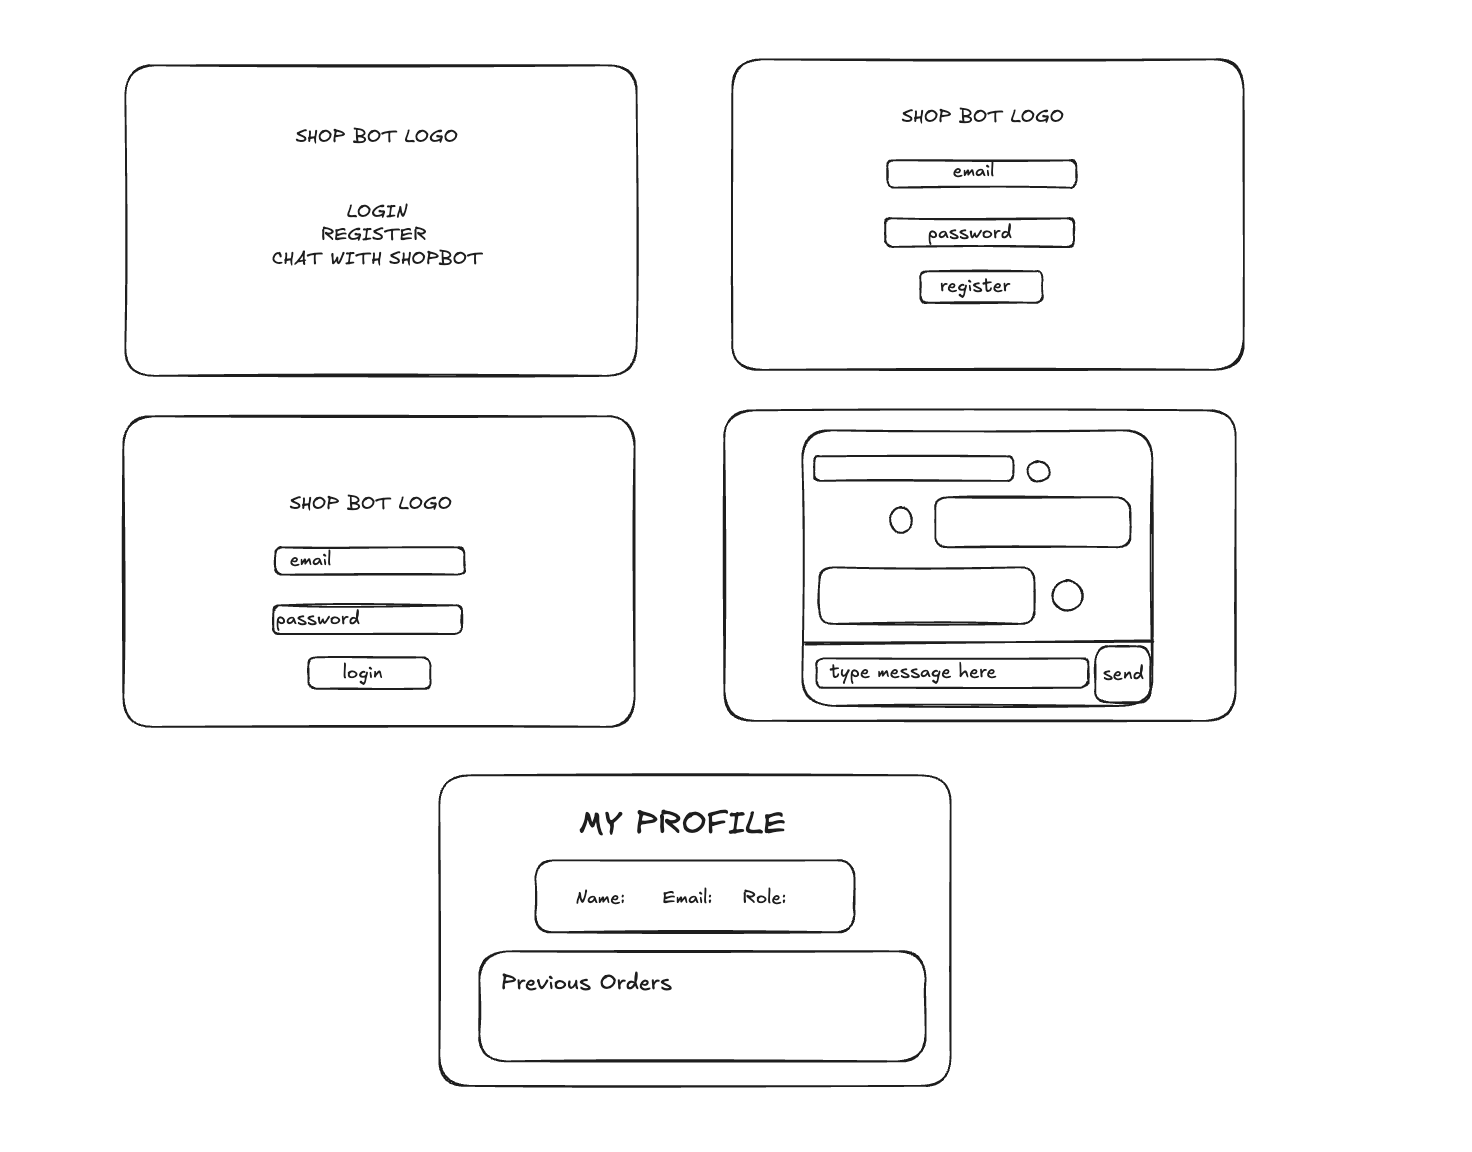 SHOP BOT LOGO
LOGIN
REGISTER
CHAT WITH SHOPBOT
SHOP BOT LOGO
email
password
register
SHOP BOT LOGO
email
password
login
type message here
send
MY PROFILE
Name: Email: Role:
Previous Orders